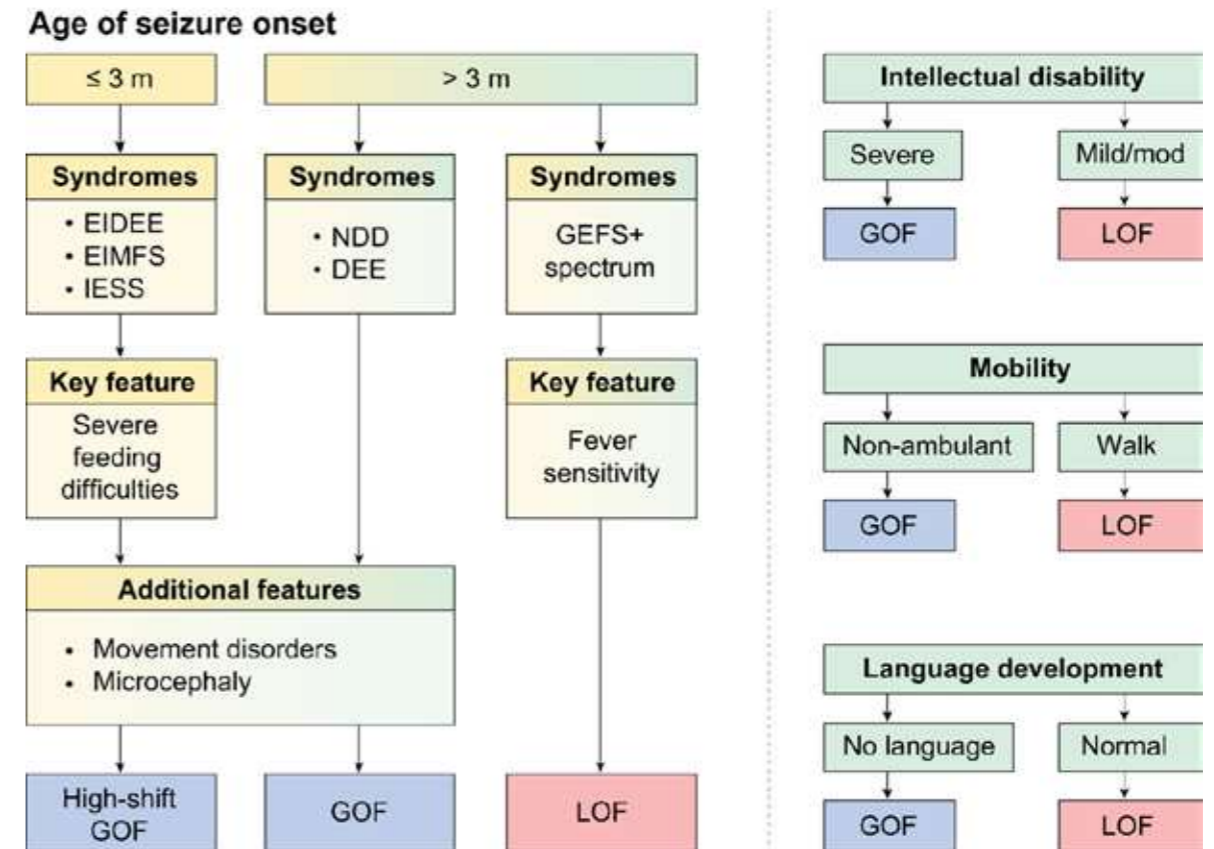 Age of seizure onset
≤ 3 m
> 3 m
Syndromes
• EIDEE
• EIMFS
• IESS
Syndromes
• NDD
• DEE
Syndromes
GEFS+
spectrum
Key feature
Severe
feeding
difficulties
Key feature
Fever
sensitivity
Additional features
• Movement disorders
• Microcephaly
High-shift
GOF
GOF
LOF
Intellectual disability
Severe
Mild/mod
GOF
LOF
Mobility
Non-ambulant
Walk
GOF
LOF
Language development
No language
Normal
GOF
LOF